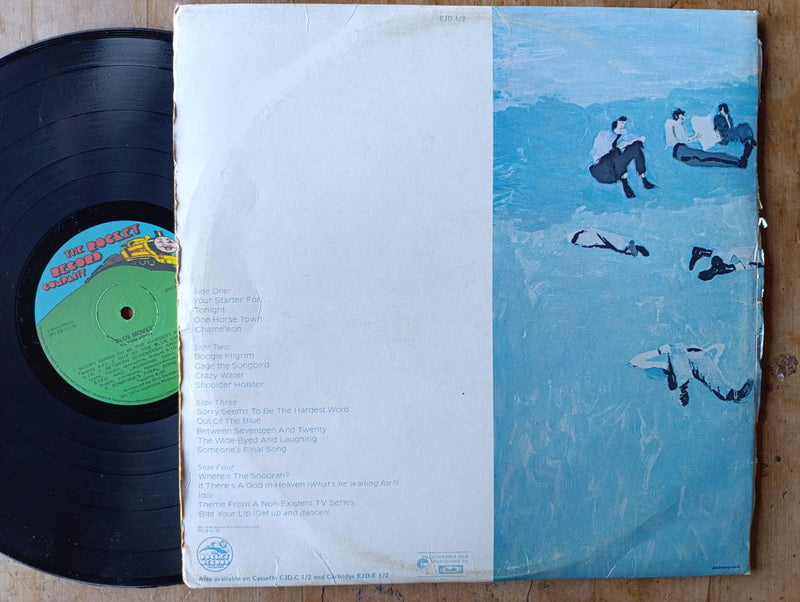 EJD 1/2
THE ROCKET
RECORD
COMPANY
BLUE MOVES
Side One:
Your Starter For...
Tonight
One Horse Town
Chameleon
Side Two
Boogie Pilgrim
Cage the Songbird
Crazy Water
Shoulder Holster
Side Three:
Sorry Seems To Be The Hardest Word
Out Of The Blue
Between Seventeen And Twenty
The Wide-Eyed And Laughing
Someone's Final Song
Side Four:
Where's The Shoorah?
If There's A God In Heaven (What's he waiting for?)
Idol
Theme From A Non-Existent TV Series
Bite Your Lip (Get up and dance!)
ROCKET
RECORD
Also available on Cassette EJD-C 1/2 and Cartridge EJD-E 1/2